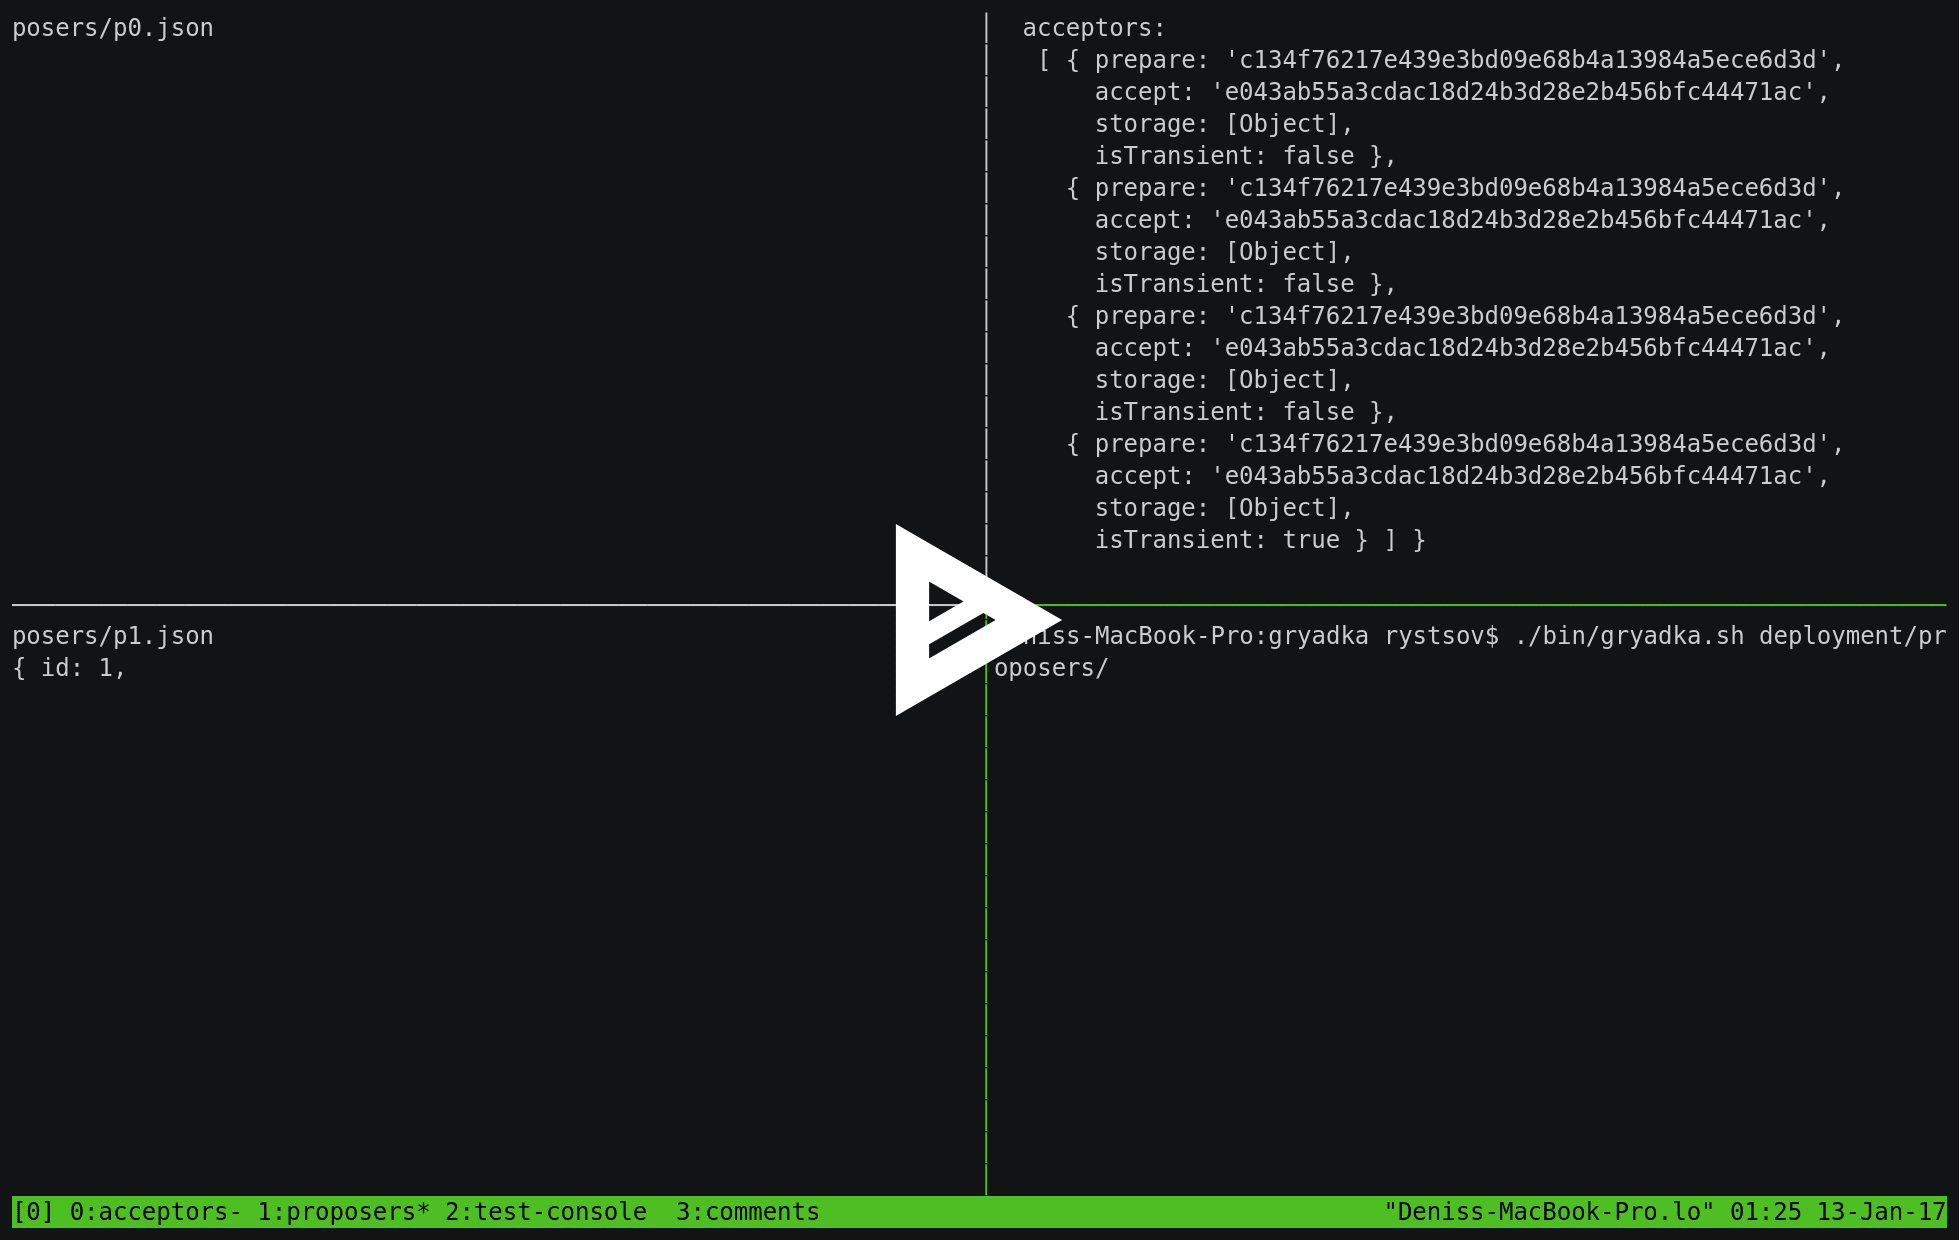 posers/p0.json
acceptors:
[ { prepare: 'c134f76217e439e3bd09e68b4a13984a5ece6d3d',
accept: 'e043ab55a3cdac18d24b3d28e2b456bfc44471ac',
storage: [Object],
isTransient: false },
{ prepare: 'c134f76217e439e3bd09e68b4a13984a5ece6d3d',
accept: 'e043ab55a3cdac18d24b3d28e2b456bfc44471ac',
storage: [Object],
isTransient: false },
{ prepare: 'c134f76217e439e3bd09e68b4a13984a5ece6d3d',
accept: 'e043ab55a3cdac18d24b3d28e2b456bfc44471ac',
storage: [Object],
isTransient: false },
{ prepare: 'c134f76217e439e3bd09e68b4a13984a5ece6d3d',
accept: 'e043ab55a3cdac18d24b3d28e2b456bfc44471ac',
storage: [Object],
isTransient: true } ] }
posers/p1.json
{ id: 1,
niss-MacBook-Pro:gryadka rystsov$ ./bin/gryadka.sh deployment/pr
oposers/
[0] 0:acceptors- 1:proposers* 2:test-console 3:comments "Deniss-MacBook-Pro.lo" 01:25 13-Jan-17